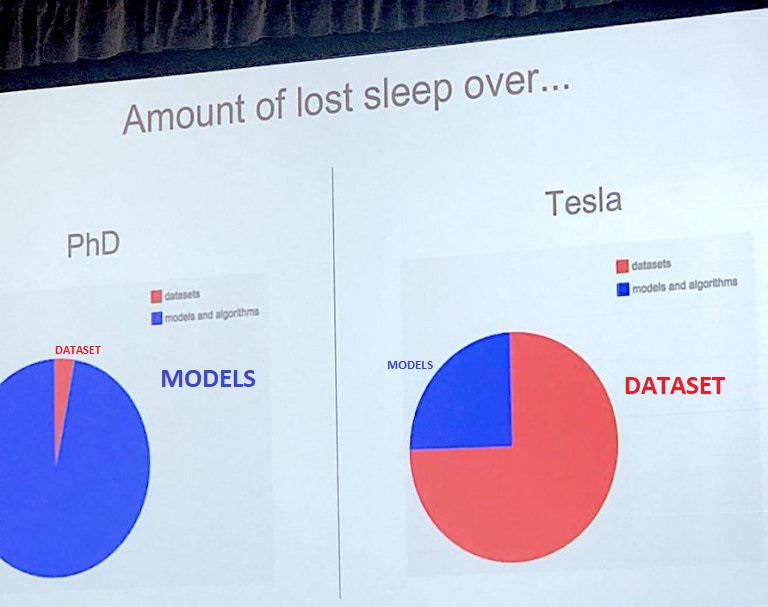 Amount of lost sleep over...
PhD
datasets
models and algorithms
DATASET
MODELS
Tesla
datasets
models and algorithms
MODELS
DATASET